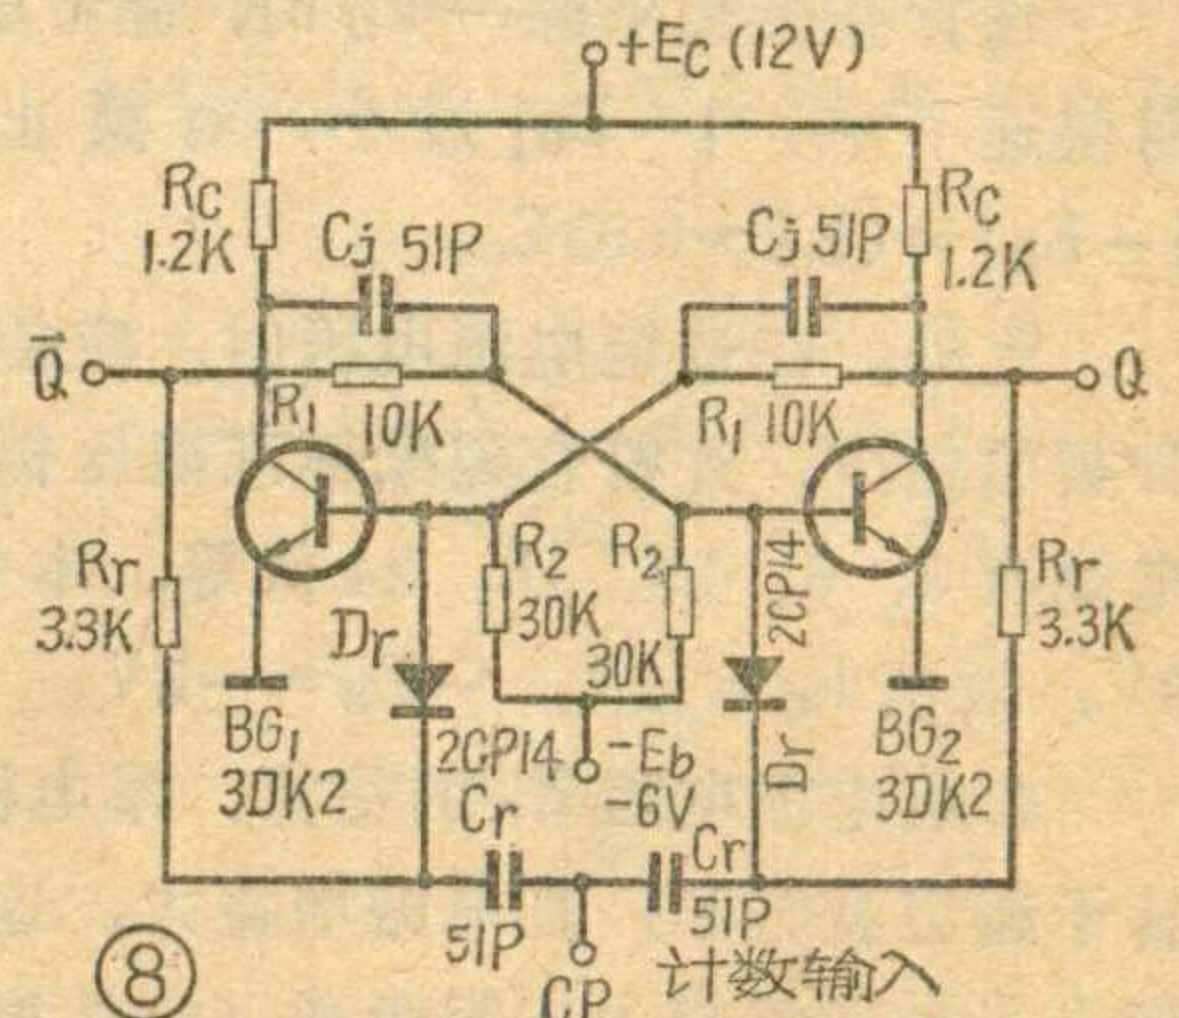 +EC (12V)
RC
1.2K
Cj 51P
Cj 51P
RC
1.2K
Q̄
R1
10K
R1 10K
Q
Rr
3.3K
Dr
R2
30K
R2
30K
2CP14
Rr
3.3K
BG1
3DK2
2CP14
-Eb
-6V
Dr
BG2
3DK2
Cr
51P
Cr
51P
CP
计数输入
⑧